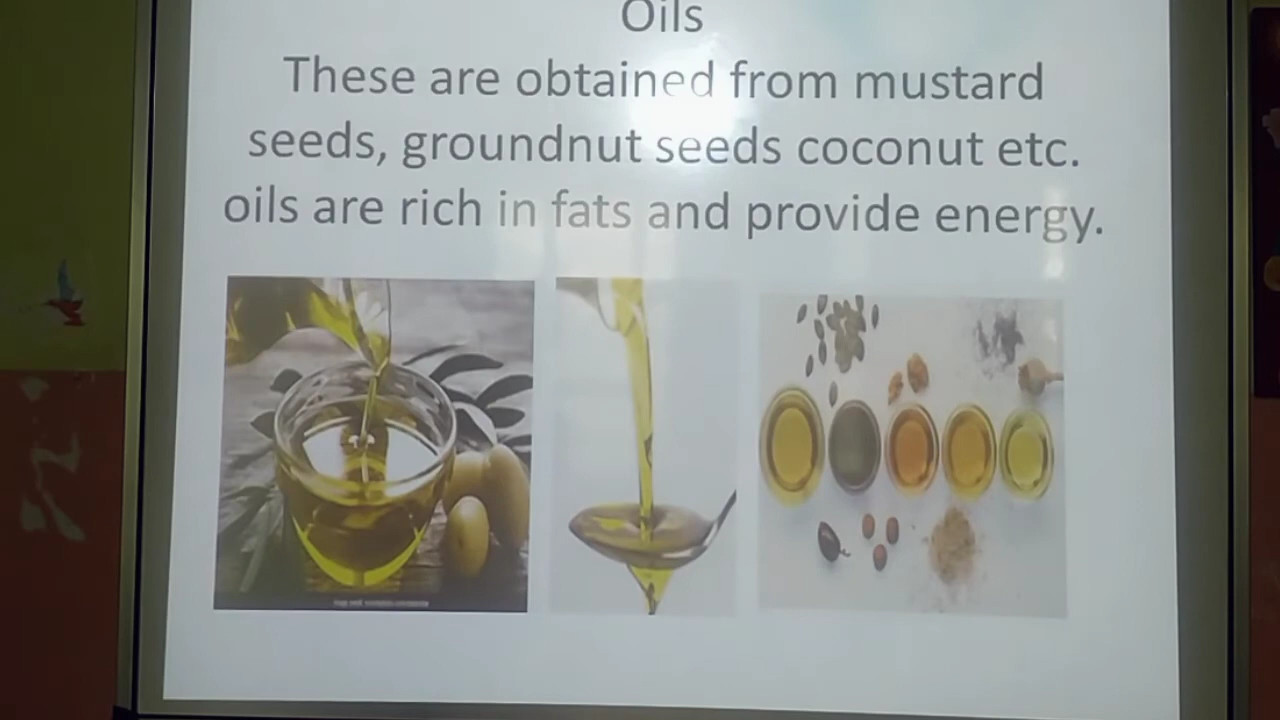 Oils
These are obtained from mustard
seeds, groundnut seeds coconut etc.
oils are rich in fats and provide energy.